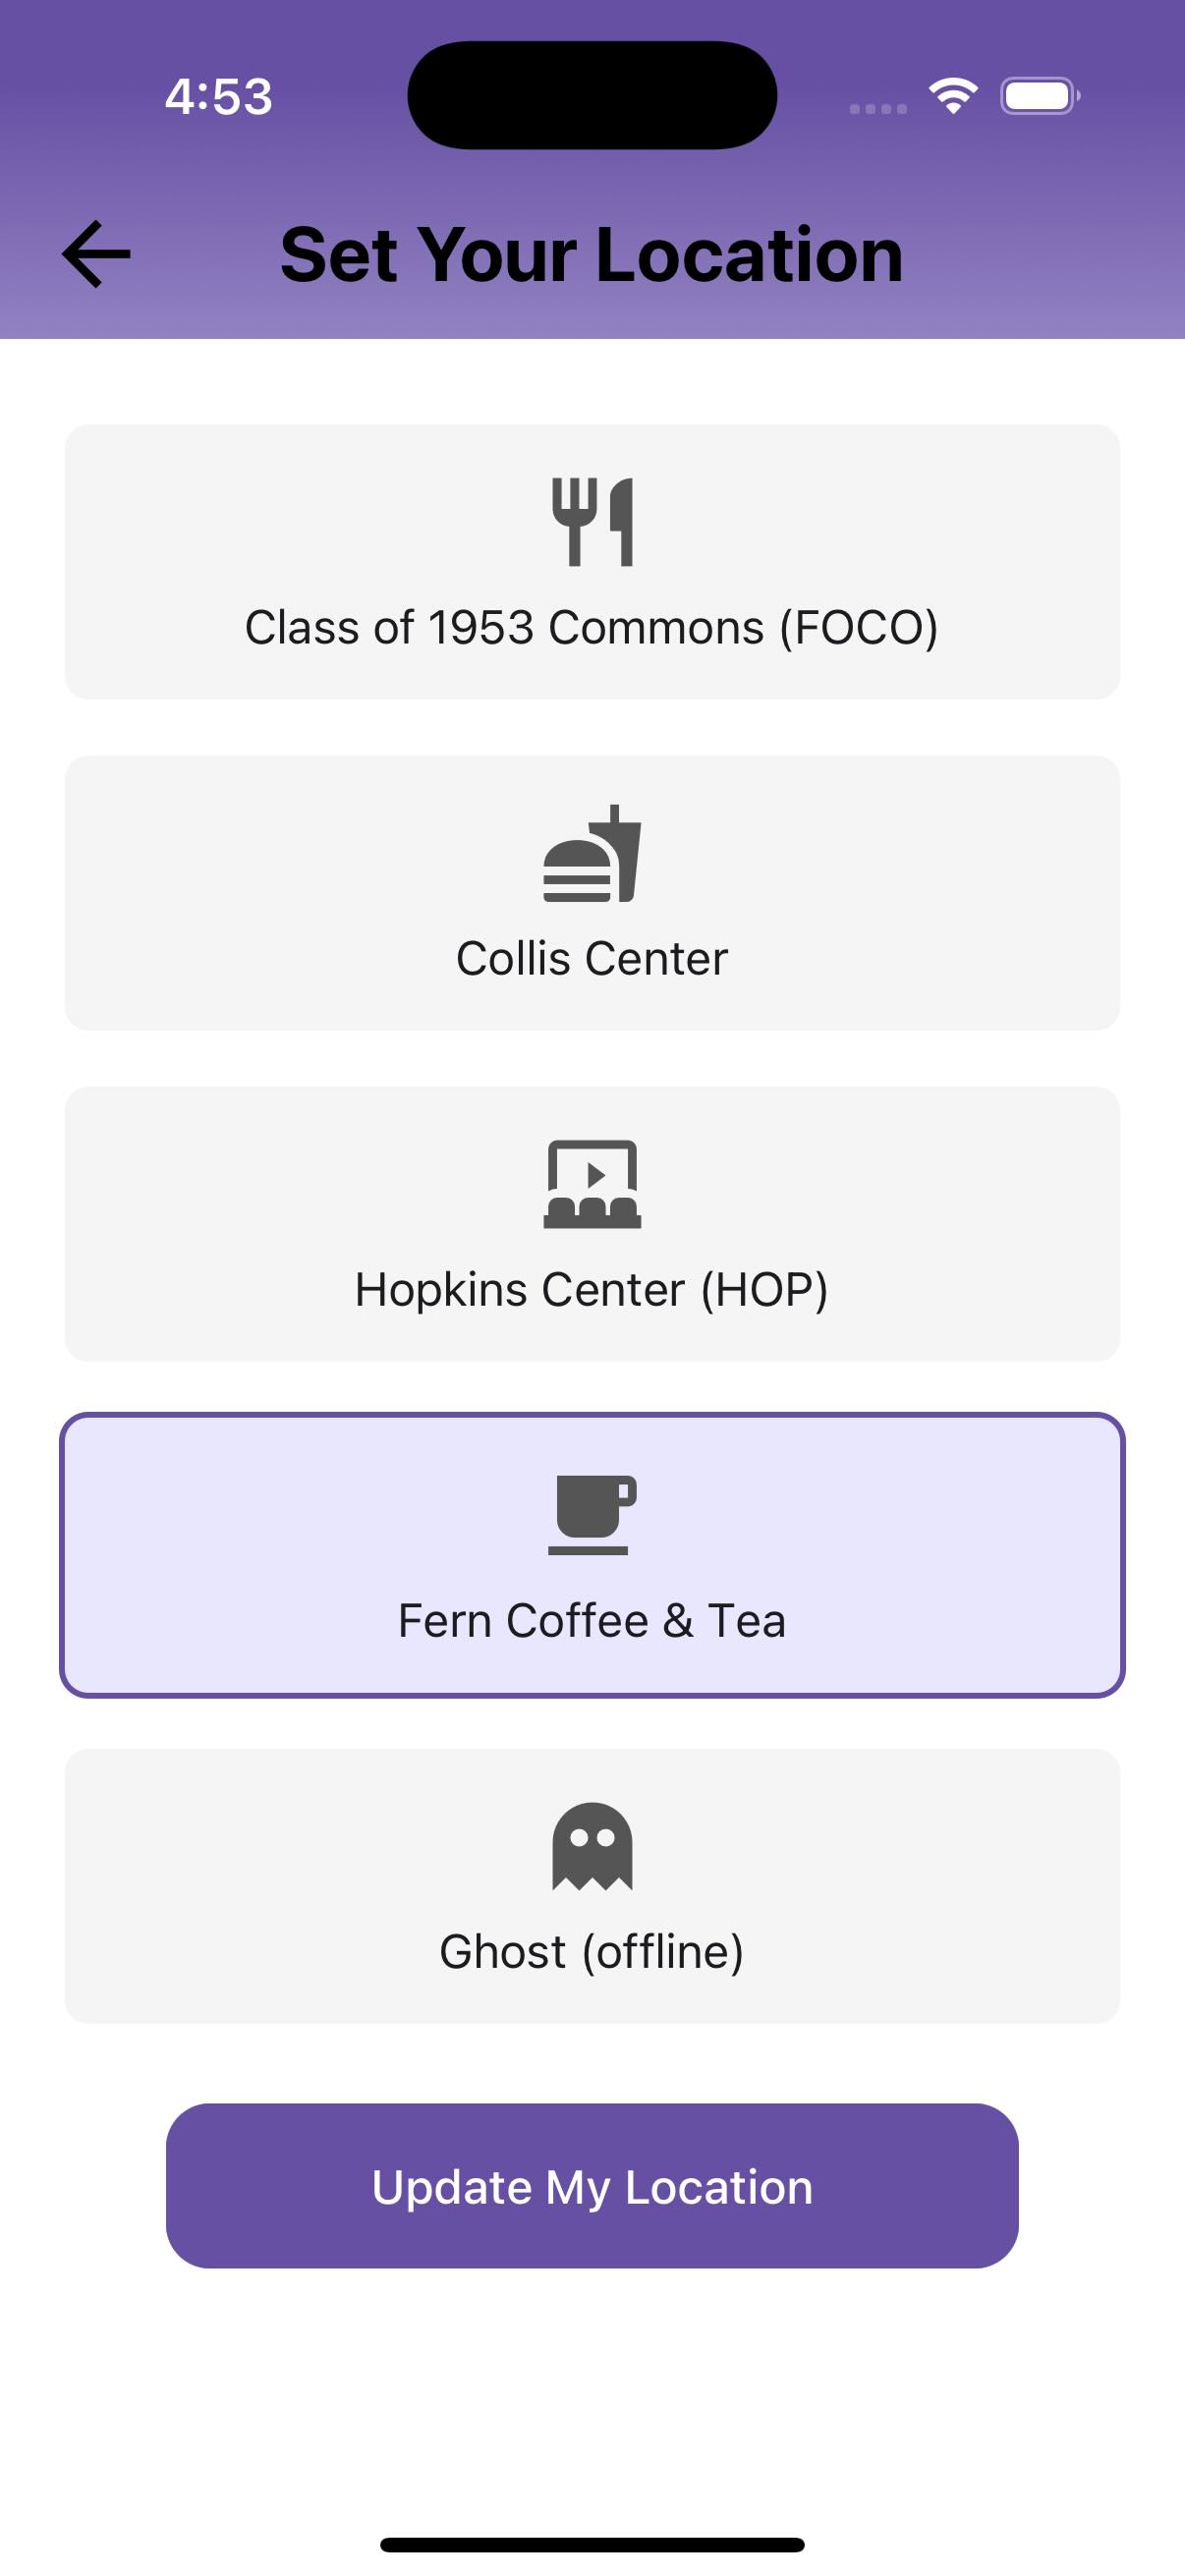 4:53
Set Your Location
Class of 1953 Commons (FOCO)
Collis Center
Hopkins Center (HOP)
Fern Coffee & Tea
Ghost (offline)
Update My Location